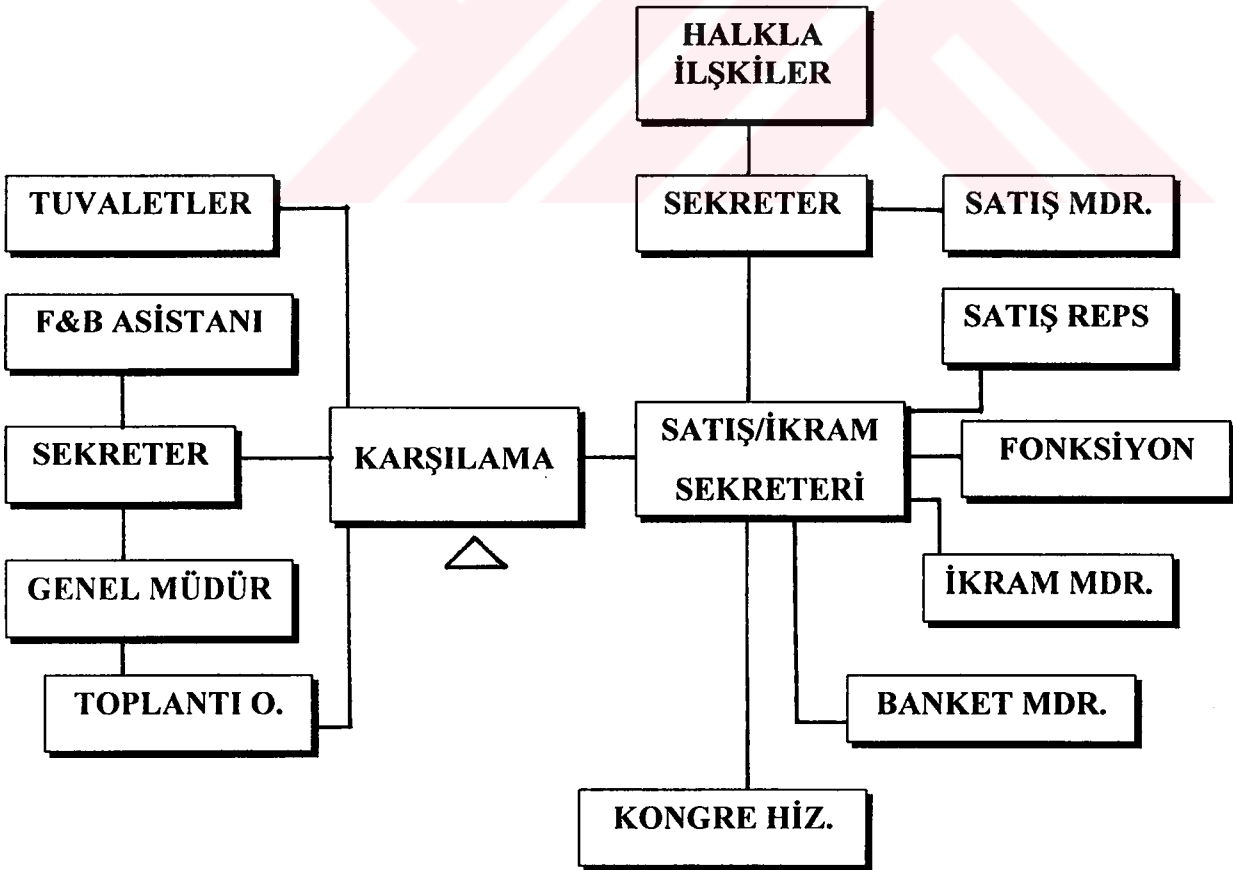 HALKLA
İLŞKİLER
TUVALETLER
SEKRETER
SATIŞ MDR.
F&B ASİSTANI
SATIŞ REPS
SEKRETER
KARŞILAMA
SATIŞ/İKRAM
SEKRETERİ
FONKSİYON
GENEL MÜDÜR
İKRAM MDR.
TOPLANTI O.
BANKET MDR.
KONGRE HİZ.